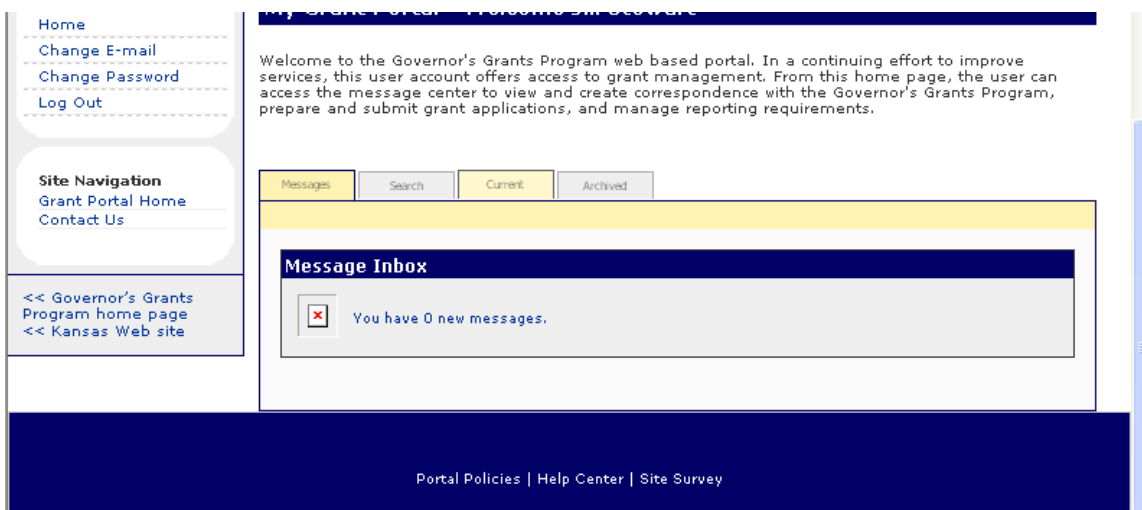 Home
Change E-mail
Change Password
Log Out
Site Navigation
Grant Portal Home
Contact Us
<< Governor's Grants
Program home page
<< Kansas Web site
Welcome to the Governor's Grants Program web based portal. In a continuing effort to improve
services, this user account offers access to grant management. From this home page, the user can
access the message center to view and create correspondence with the Governor's Grants Program,
prepare and submit grant applications, and manage reporting requirements.
Messages Search Current Archived
Message Inbox
You have 0 new messages.
Portal Policies | Help Center | Site Survey